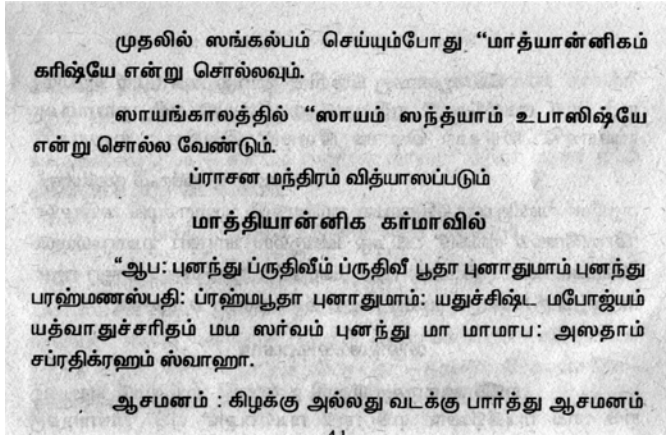 முதலில் ஸங்கல்பம் செய்யும்போது “மாத்யான்னிகம்
கரிஷ்யே என்று சொல்லவும்.
ஸாயங்காலத்தில் “ஸாயம் ஸந்த்யாம் உபாஸிஷ்யே
என்று சொல்ல வேண்டும்.
ப்ராசன மந்திரம் வித்யாஸப்படும்
மாத்தியான்னிக கர்மாவில்
“ஆப: புனந்து ப்ருதிவீம் ப்ருதிவீ பூதா புனாதுமாம் புனந்து
பரஹ்மணஸ்பதி: ப்ரஹ்மபூதா புனாதுமாம்: யதுச்சிஷ்ட மபோஜ்யம்
யத்வாதுச்சரிதம் மம ஸர்வம் புனந்து மா மாமாப: அஸதாம்
சப்ரதிக்ரஹம் ஸ்வாஹா.
ஆசமனம் : கிழக்கு அல்லது வடக்கு பார்த்து ஆசமனம்